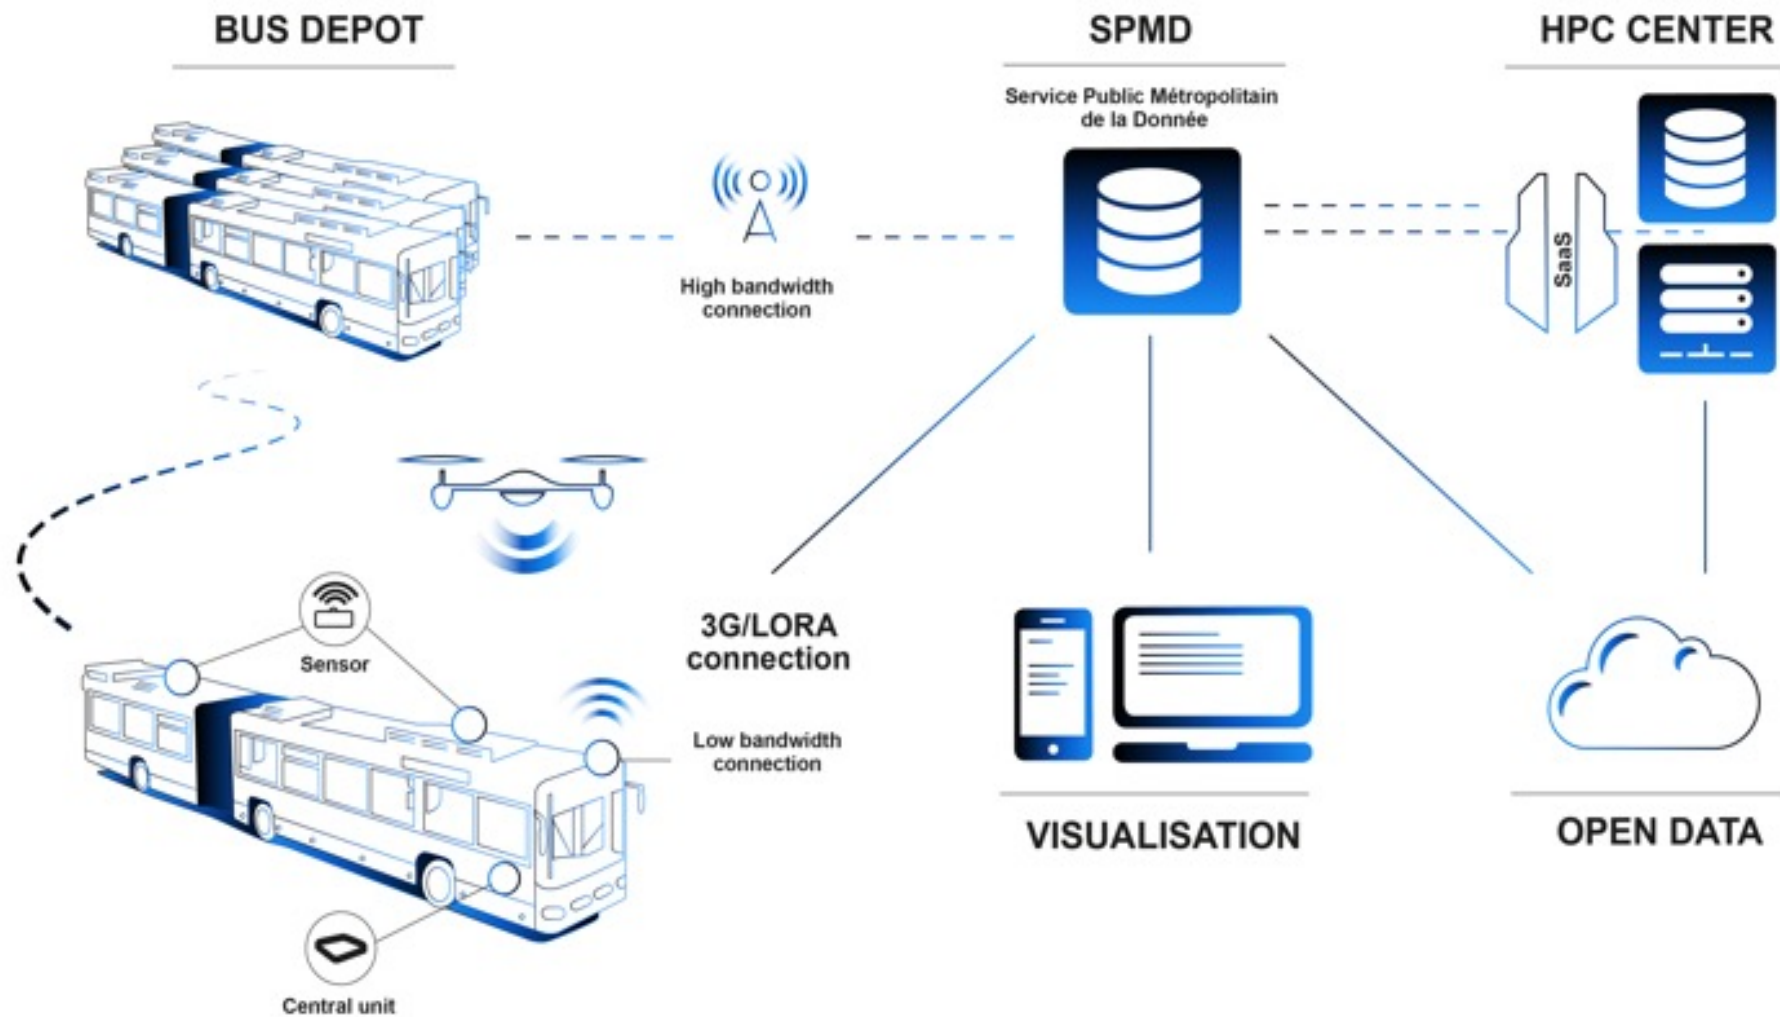 BUS DEPOT
SPMD
HPC CENTER
Service Public Métropolitain
de la Donnée
High bandwidth
connection
SaaS
3G/LORA
connection
Sensor
Low bandwidth
connection
VISUALISATION
OPEN DATA
Central unit